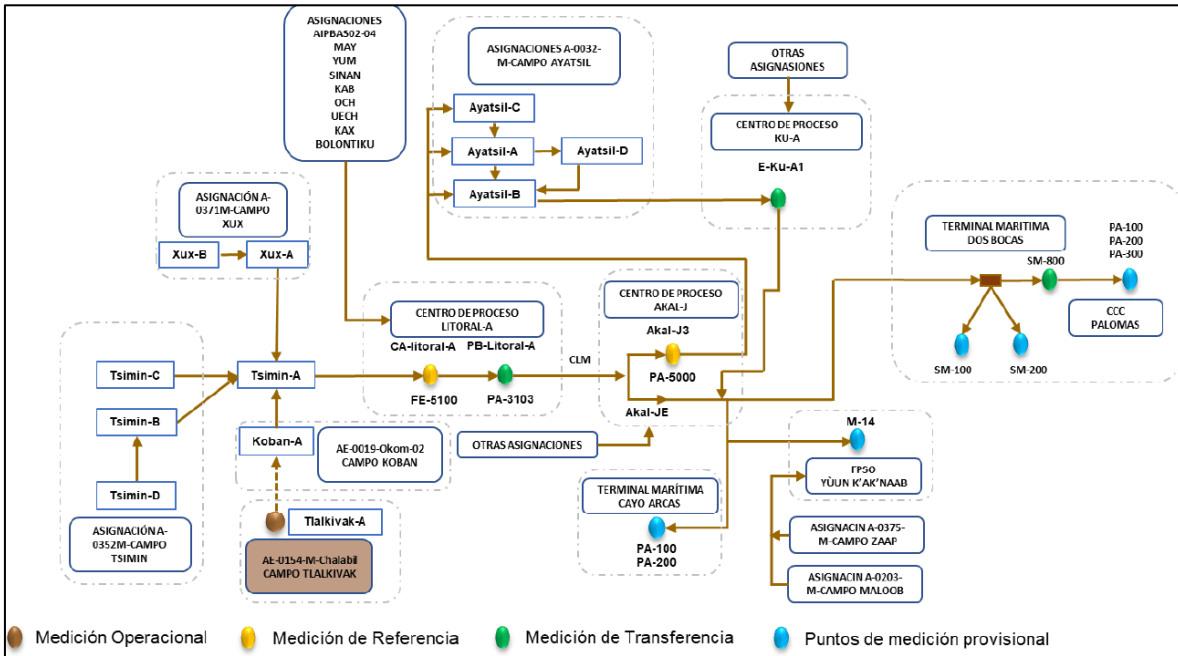 ASIGNACIONES
AIPBAS02-04
MAY
YUM
SINAN
KAB
OCH
UECH
KAX
BOLONTIKU
ASIGNACIONES A-0032-
M-CAMPO AYATSIL
Ayatsil-C
Ayatsil-A
Ayatsil-D
Ayatsil-B
OTRAS
ASIGNASIONES
CENTRO DE PROCESO
KU-A
E-Ku-A1
ASIGNACIÓN A-
0371M-CAMPO
XUX
Xux-B
Xux-A
TERMINAL MARITIMA
DOS BOCAS
SM-800
PA-100
PA-200
PA-300
CCC
PALOMAS
SM-100
SM-200
CENTRO DE PROCESO
LITORAL-A
CA-litoral-A
PB-Litoral-A
FE-5100
PA-3103
CLM
CENTRO DE PROCESO
AKAL-J
Akal-J3
PA-5000
Akal-JE
Tsimin-C
Tsimin-A
Tsimin-B
Tsimin-D
ASIGNACIÓN A-
0352M-CAMPO
TSIMIN
Koban-A
AE-0019-Okom-02
CAMPO KOBAN
OTRAS ASIGNACIONES
Tlalkivak-A
AE-0154-M-Chalabil
CAMPO TLALKIVAK
TERMINAL MARÍTIMA
CAYO ARCAS
PA-100
PA-200
M-14
FPSO
YÙUN K'AK'NAAB
ASIGNACIN A-0375-
M-CAMPO ZAAP
ASIGNACIN A-0203-
M-CAMPO MALOOB
Medición Operacional
Medición de Referencia
Medición de Transferencia
Puntos de medición provisional